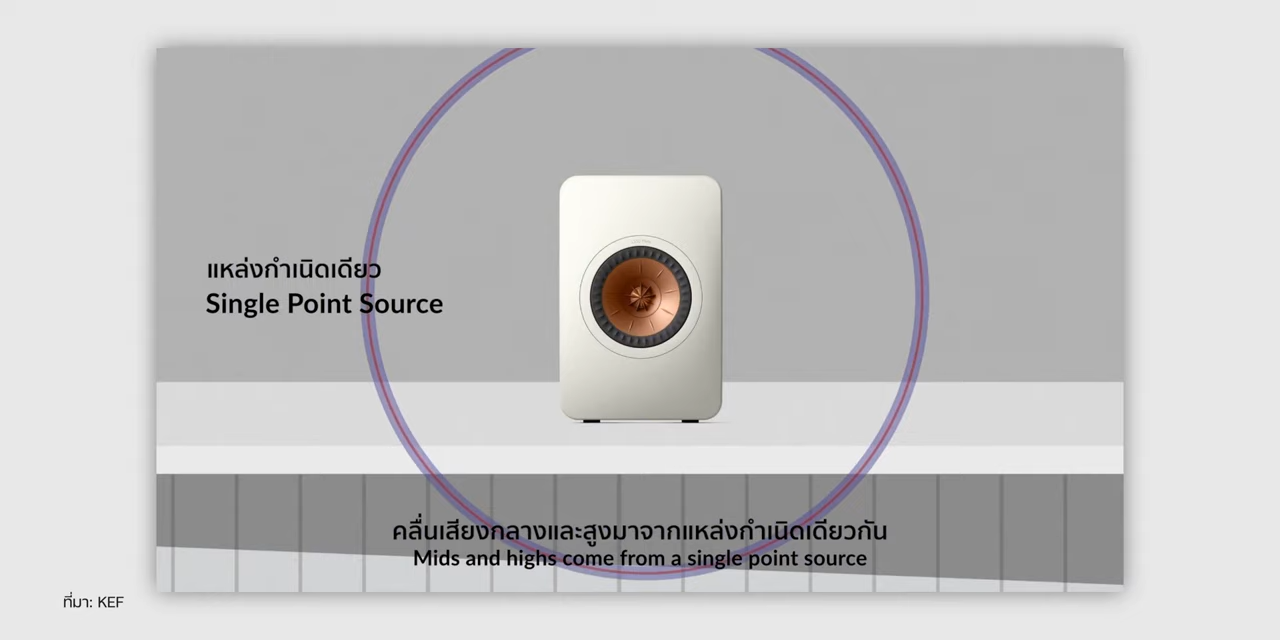 แหล่งกำเนิดเดียว
Single Point Source
คลื่นเสียงกลางและสูงมาจากแหล่งกำเนิดเดียวกัน
Mids and highs come from a single point source
ที่มา: KEF